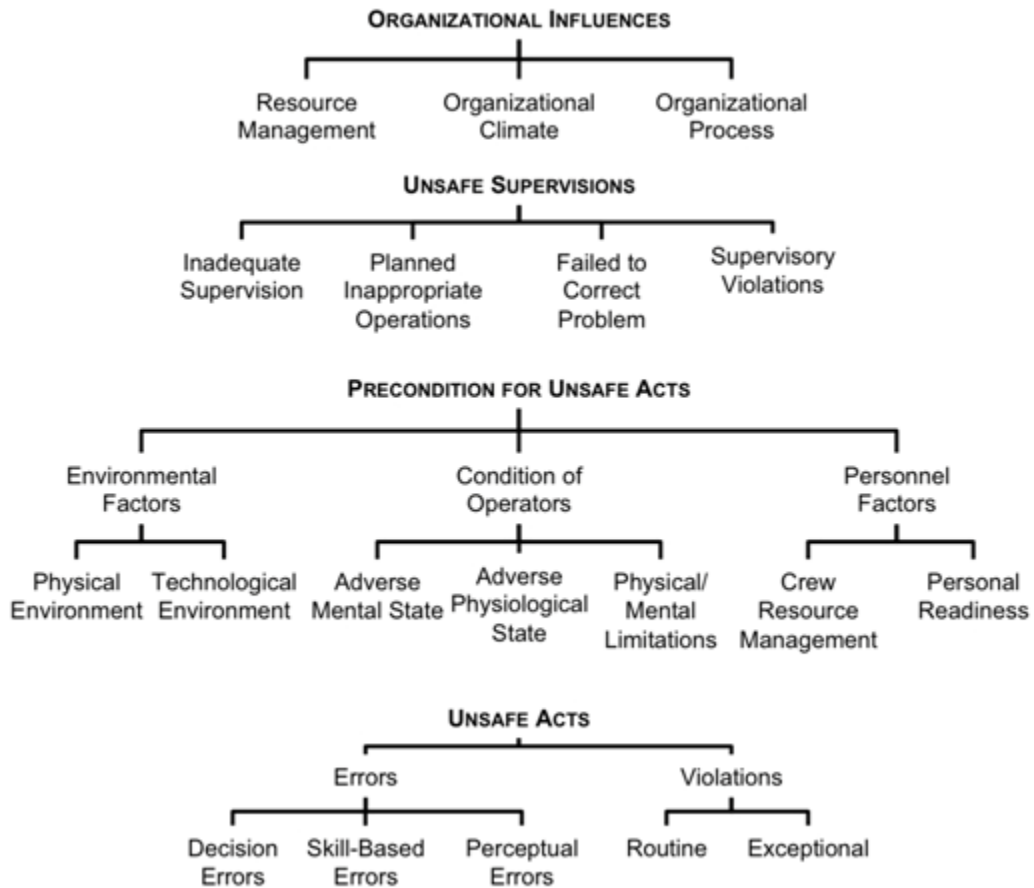 ORGANIZATIONAL INFLUENCES
Resource
Management
Organizational
Climate
Organizational
Process
UNSAFE SUPERVISIONS
Inadequate
Supervision
Planned
Inappropriate
Operations
Failed to
Correct
Problem
Supervisory
Violations
PRECONDITION FOR UNSAFE ACTS
Environmental
Factors
Condition of
Operators
Personnel
Factors
Physical
Environment
Technological
Environment
Adverse
Mental State
Adverse
Physiological
State
Physical/
Mental
Limitations
Crew
Resource
Management
Personal
Readiness
UNSAFE ACTS
Errors
Violations
Decision
Errors
Skill-Based
Errors
Perceptual
Errors
Routine
Exceptional